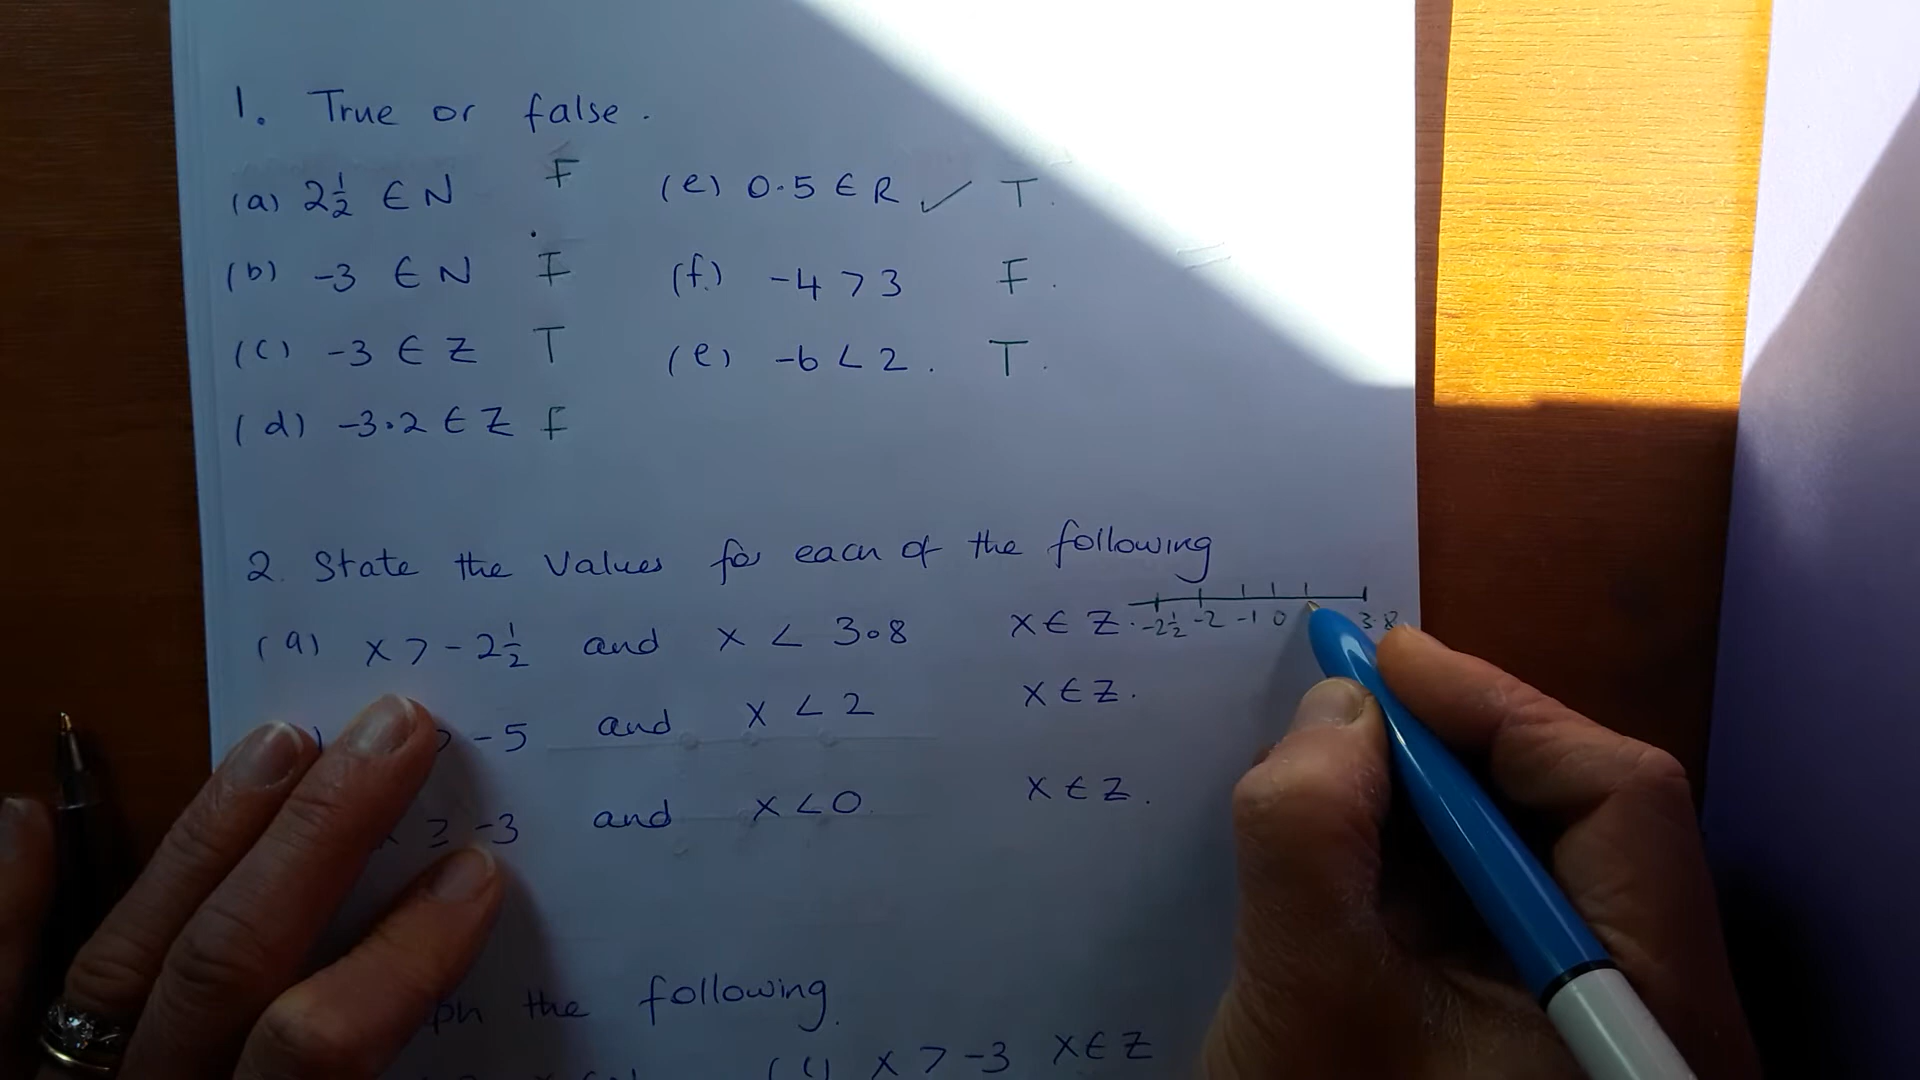 1. True or false.
(a) 2½ ∈ N F (e) 0.5 ∈ R ✓ T.
(b) -3 ∈ N F (f) -4 > 3 F.
(c) -3 ∈ Z T (e) -6 < 2. T.
(d) -3.2 ∈ Z F
2. State the values for each of the following
(a) x > -2½ and x < 3.8 x ∈ Z.
-2½ -2 -1 0 3.8
-5 and x < 2 x ∈ Z.
≥ -3 and x < 0. x ∈ Z.
the following.
x > -3 x ∈ Z